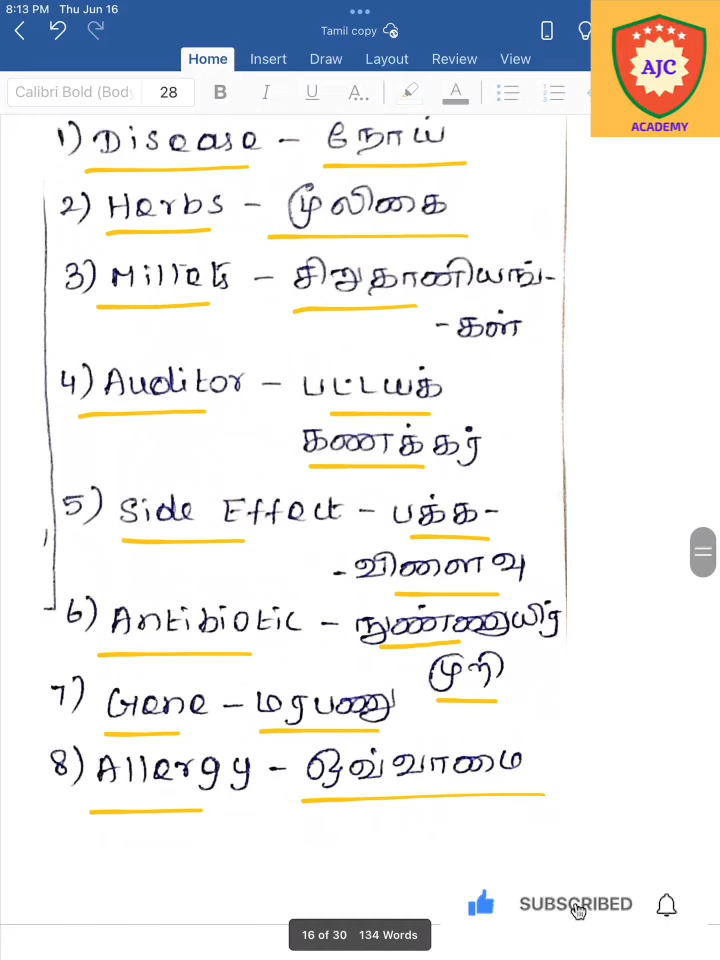 8:13 PM Thu Jun 16
Tamil copy
Home Insert Draw Layout Review View
Calibri Bold (Body 28 B I U A... A
AJC
ACADEMY
1) Disease - நோய்
2) Herbs - மூலிகை
3) Millets - சிறுதானியங்-
- கள்
4) Auditor - பட்டயக்
கணக்கர்
5) Side Effect - பக்க-
- விளைவு
6) Antibiotic - நுண்ணுயிர்
முறி
7) Gene - மரபணு
8) Allergy - ஒவ்வாமை
SUBSCRIBED
16 of 30 134 Words